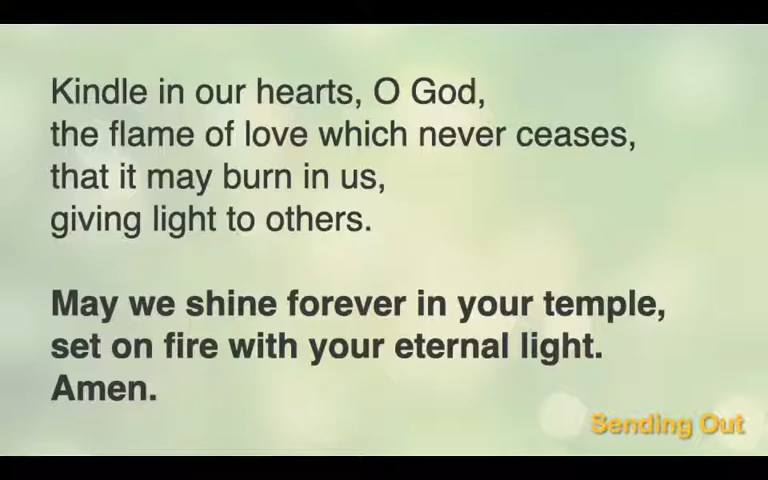 Kindle in our hearts, O God,
the flame of love which never ceases,
that it may burn in us,
giving light to others.
May we shine forever in your temple,
set on fire with your eternal light.
Amen.
Sending Out